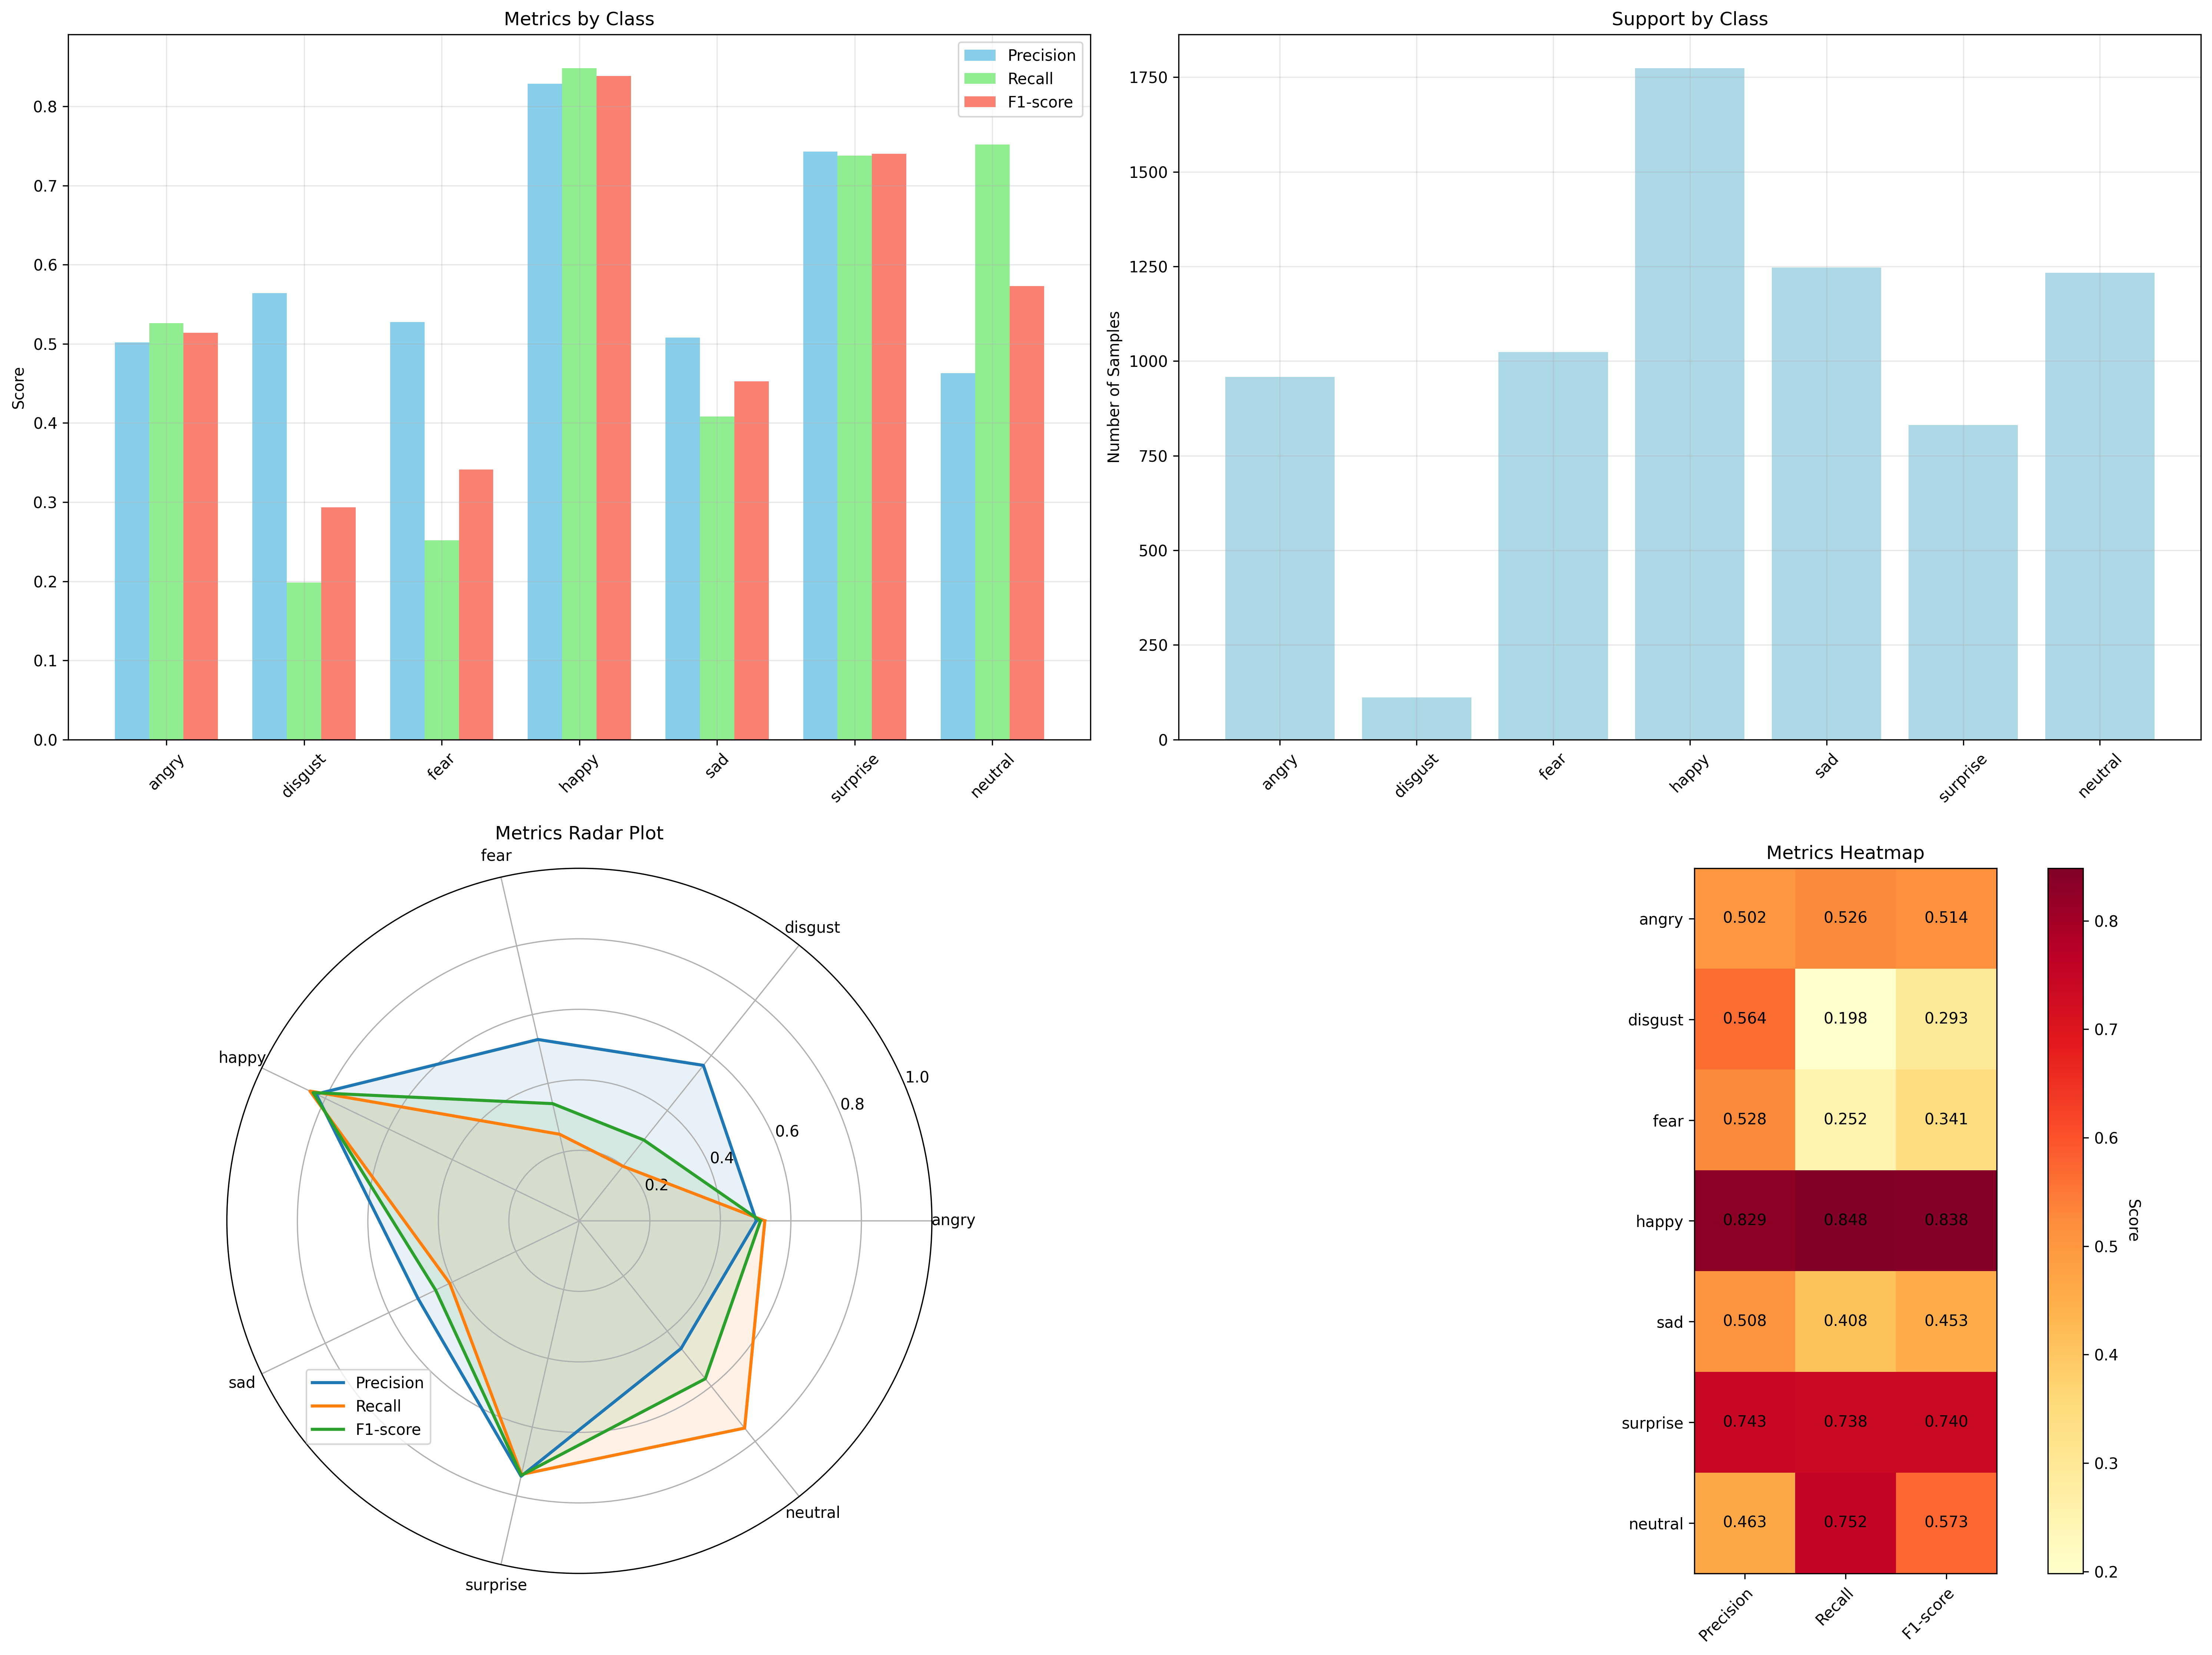 Metrics by Class
Score
0.8
0.7
0.6
0.5
0.4
0.3
0.2
0.1
0.0
Precision
Recall
F1-score
angry
disgust
fear
happy
sad
surprise
neutral
Support by Class
Number of Samples
1750
1500
1250
1000
750
500
250
0
angry
disgust
fear
happy
sad
surprise
neutral
Metrics Radar Plot
fear
disgust
happy
angry
sad
neutral
surprise
1.0
0.8
0.6
0.4
0.2
Precision
Recall
F1-score
Metrics Heatmap
angry 0.502 0.526 0.514
disgust 0.564 0.198 0.293
fear 0.528 0.252 0.341
happy 0.829 0.848 0.838
sad 0.508 0.408 0.453
surprise 0.743 0.738 0.740
neutral 0.463 0.752 0.573
Precision
Recall
F1-score
0.8
0.7
0.6
0.5
0.4
0.3
0.2
Score